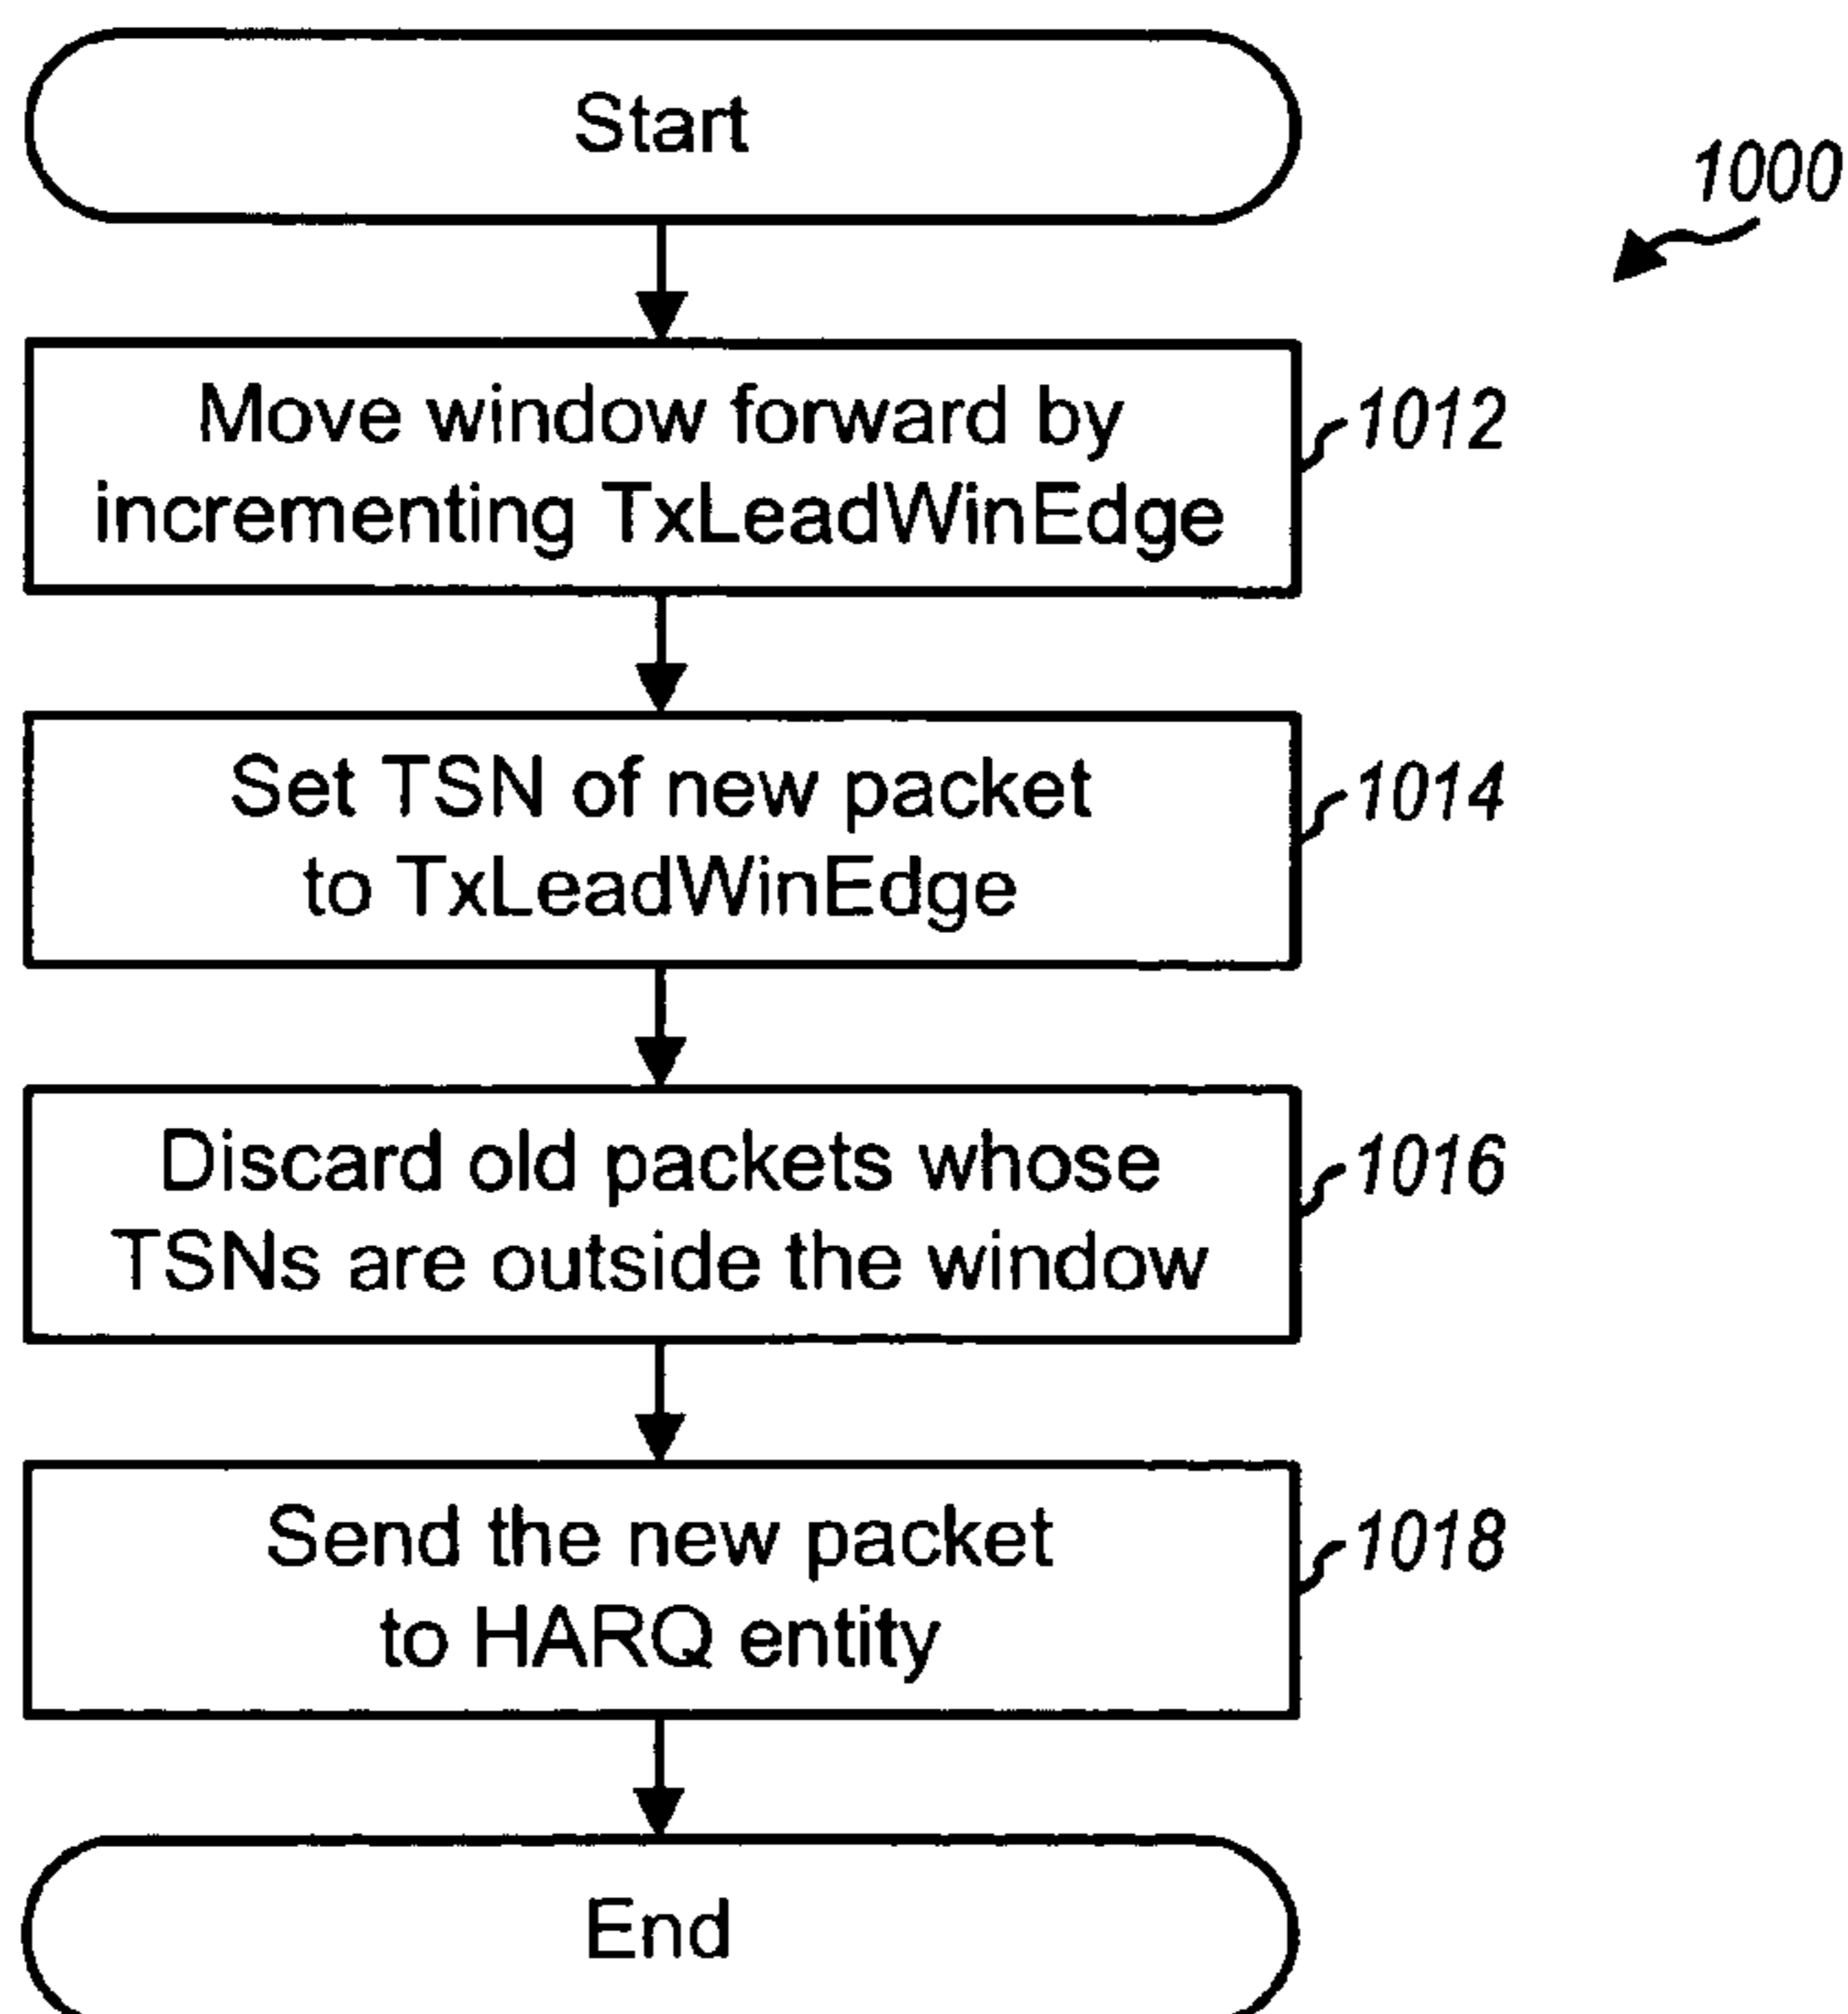 Start
1000
Move window forward by
incrementing TxLeadWinEdge
1012
Set TSN of new packet
to TxLeadWinEdge
1014
Discard old packets whose
TSNs are outside the window
1016
Send the new packet
to HARQ entity
1018
End